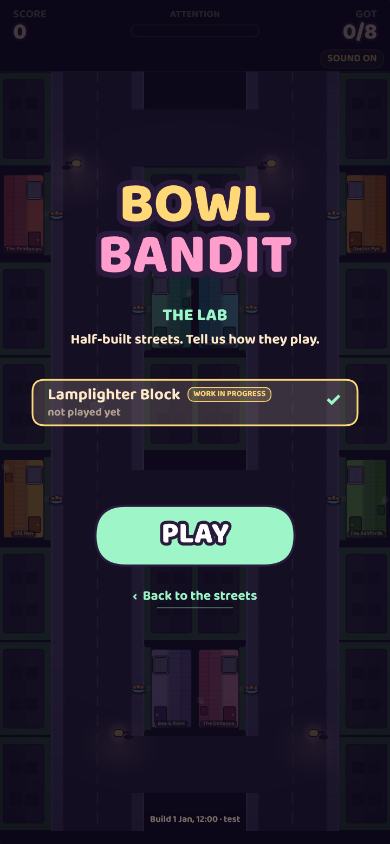 SCORE
ATTENTION
GOT
0
0/8
SOUND ON
BOWL
BANDIT
THE LAB
Half-built streets. Tell us how they play.
Lamplighter Block
WORK IN PROGRESS
not played yet
PLAY
‹ Back to the streets
Build 1 Jan, 12:00 · test